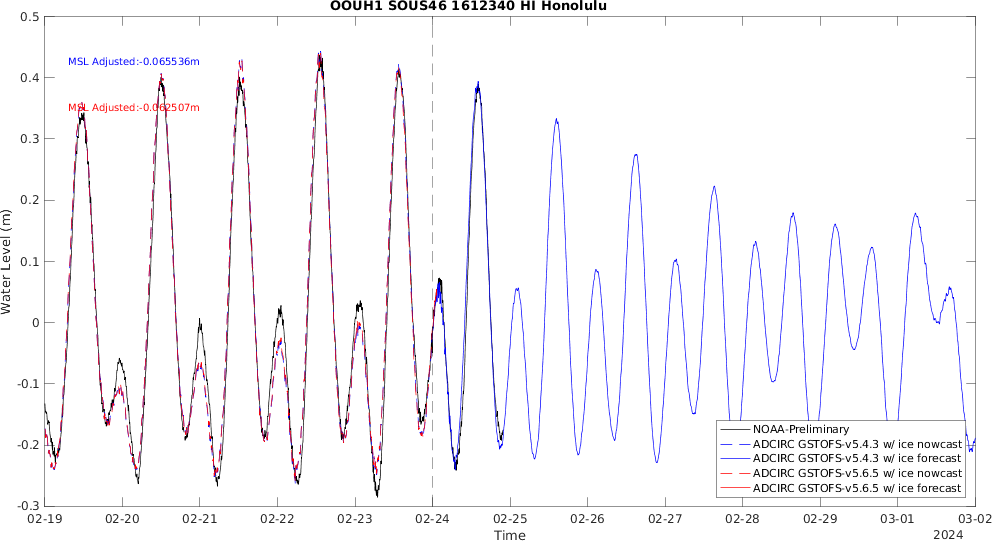 OOUH1 SOUS46 1612340 HI Honolulu
0.5
0.4
0.3
0.2
0.1
0
-0.1
-0.2
-0.3
Water Level (m)
MSL Adjusted:-0.065536m
MSL Adjusted:-0.062507m
NOAA-Preliminary
ADCIRC GSTOFS-v5.4.3 w/ ice nowcast
ADCIRC GSTOFS-v5.4.3 w/ ice forecast
ADCIRC GSTOFS-v5.6.5 w/ ice nowcast
ADCIRC GSTOFS-v5.6.5 w/ ice forecast
02-19 02-20 02-21 02-22 02-23 02-24 02-25 02-26 02-27 02-28 02-29 03-01 03-02
Time
2024